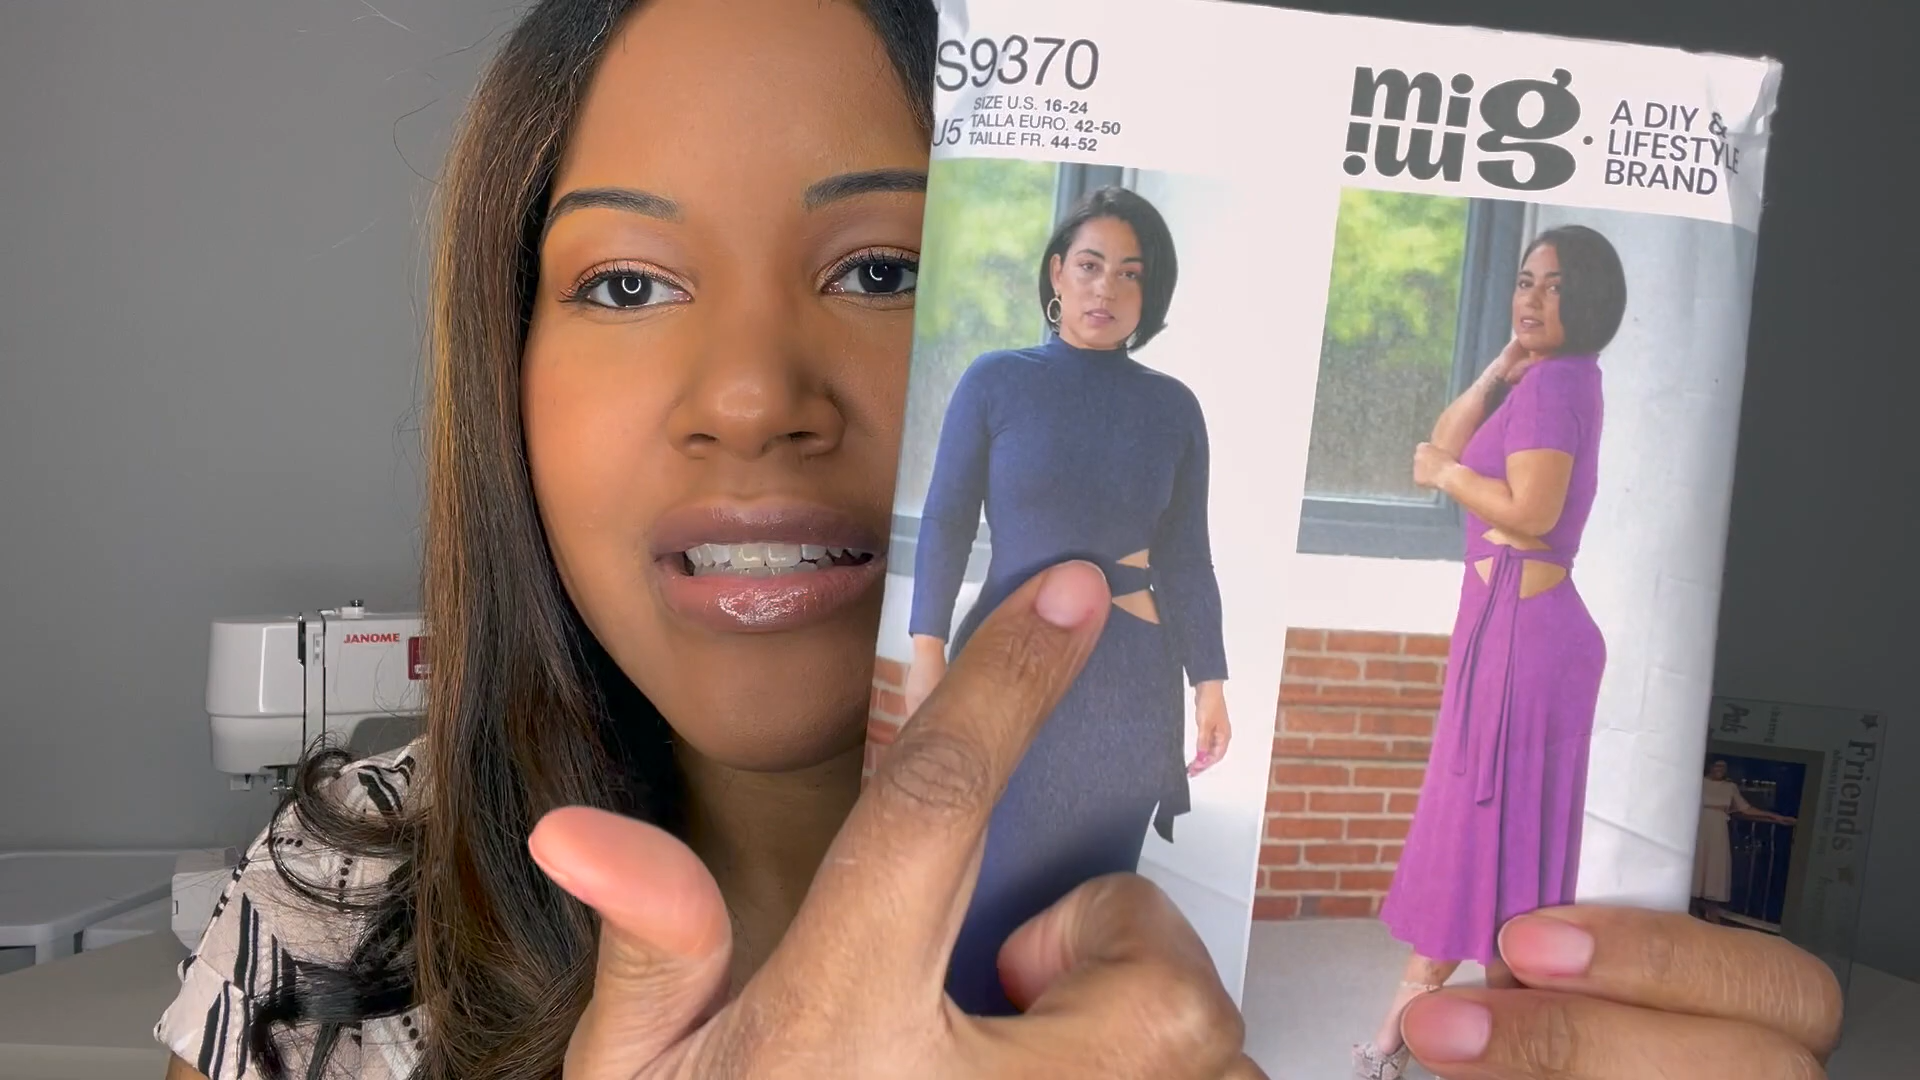 S9370
SIZE U.S. 16-24
U5 TALLA EURO. 42-50
TAILLE FR. 44-52
mimi g.
A DIY &
LIFESTYLE
BRAND
JANOME
Friends